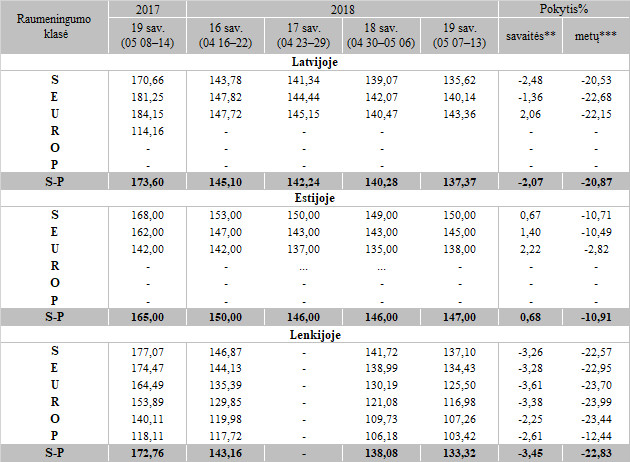 Raumeningumo klasė 2017 2018 Pokytis%
19 sav. (05 08–14) 16 sav. (04 16–22) 17 sav. (04 23–29) 18 sav. (04 30–05 06) 19 sav. (05 07–13) savaitės** metų***
Latvijoje
S 170,66 143,78 141,34 139,07 135,62 -2,48 -20,53
E 181,25 147,82 144,44 142,07 140,14 -1,36 -22,68
U 184,15 147,72 145,15 140,47 143,36 2,06 -22,15
R 114,16 - - - - - -
O - - - - - - -
P - - - - - - -
S-P 173,60 145,10 142,24 140,28 137,37 -2,07 -20,87
Estijoje
S 168,00 153,00 150,00 149,00 150,00 0,67 -10,71
E 162,00 147,00 143,00 143,00 145,00 1,40 -10,49
U 142,00 142,00 137,00 135,00 138,00 2,22 -2,82
R - - ... ... - - -
O - - - - - - -
P - - - - - - -
S-P 165,00 150,00 146,00 146,00 147,00 0,68 -10,91
Lenkijoje
S 177,07 146,87 - 141,72 137,10 -3,26 -22,57
E 174,47 144,13 - 138,99 134,43 -3,28 -22,95
U 164,49 135,39 - 130,19 125,50 -3,61 -23,70
R 153,89 129,85 - 121,08 116,98 -3,38 -23,99
O 140,11 119,98 - 109,73 107,26 -2,25 -23,44
P 118,11 117,72 - 106,18 103,42 -2,61 -12,44
S-P 172,76 143,16 - 138,08 133,32 -3,45 -22,83